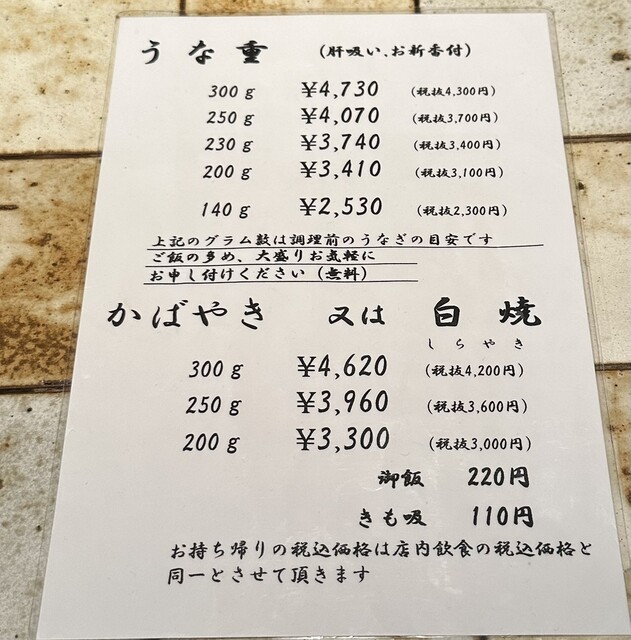 うな重 (肝吸い、お新香付)
300g ¥4,730 (税抜4,300円)
250g ¥4,070 (税抜3,700円)
230g ¥3,740 (税抜3,400円)
200g ¥3,410 (税抜3,100円)
140g ¥2,530 (税抜2,300円)
上記のグラム数は調理前のうなぎの目安です
ご飯の多め、大盛りお気軽に
お申し付けください(無料)
かばやき 又は 白焼
しらやき
300g ¥4,620 (税抜4,200円)
250g ¥3,960 (税抜3,600円)
200g ¥3,300 (税抜3,000円)
御飯 220円
きも吸 110円
お持ち帰りの税込価格は店内飲食の税込価格と
同一とさせて頂きます